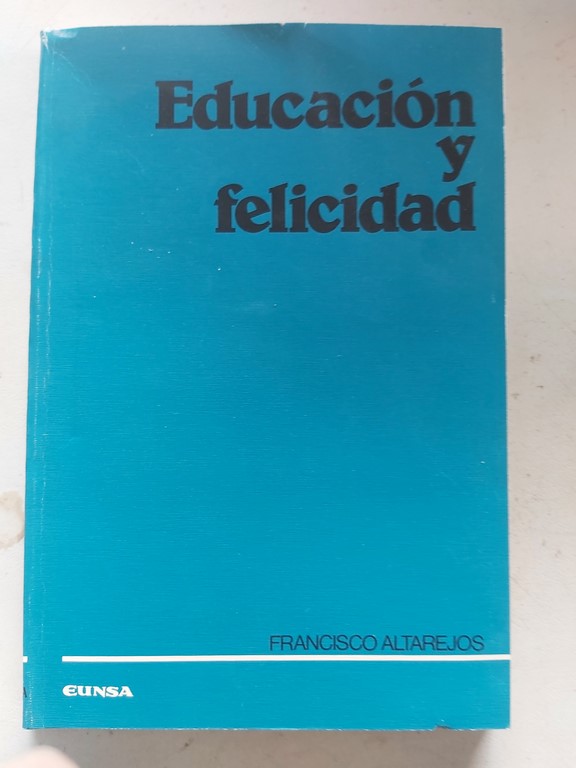 Educación
y
felicidad
FRANCISCO ALTAREJOS
EUNSA